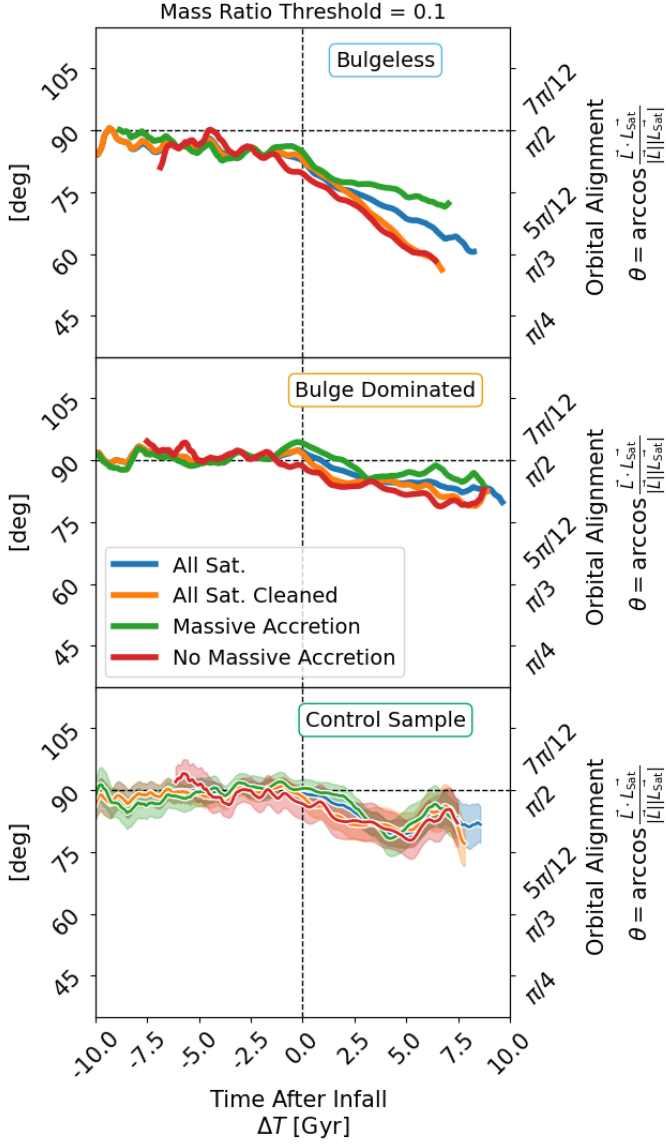 Mass Ratio Threshold = 0.1
Bulgeless
105
90
75
60
45
[deg]
7π/12
π/2
5π/12
π/3
π/4
Orbital Alignment
θ = arccos L⃗ · L⃗Sat / |L⃗||L⃗Sat|
Bulge Dominated
105
90
75
60
45
[deg]
7π/12
π/2
5π/12
π/3
π/4
Orbital Alignment
θ = arccos L⃗ · L⃗Sat / |L⃗||L⃗Sat|
All Sat.
All Sat. Cleaned
Massive Accretion
No Massive Accretion
Control Sample
105
90
75
60
45
[deg]
7π/12
π/2
5π/12
π/3
π/4
Orbital Alignment
θ = arccos L⃗ · L⃗Sat / |L⃗||L⃗Sat|
-10.0 -7.5 -5.0 -2.5 0.0 2.5 5.0 7.5 10.0
Time After Infall
ΔT [Gyr]